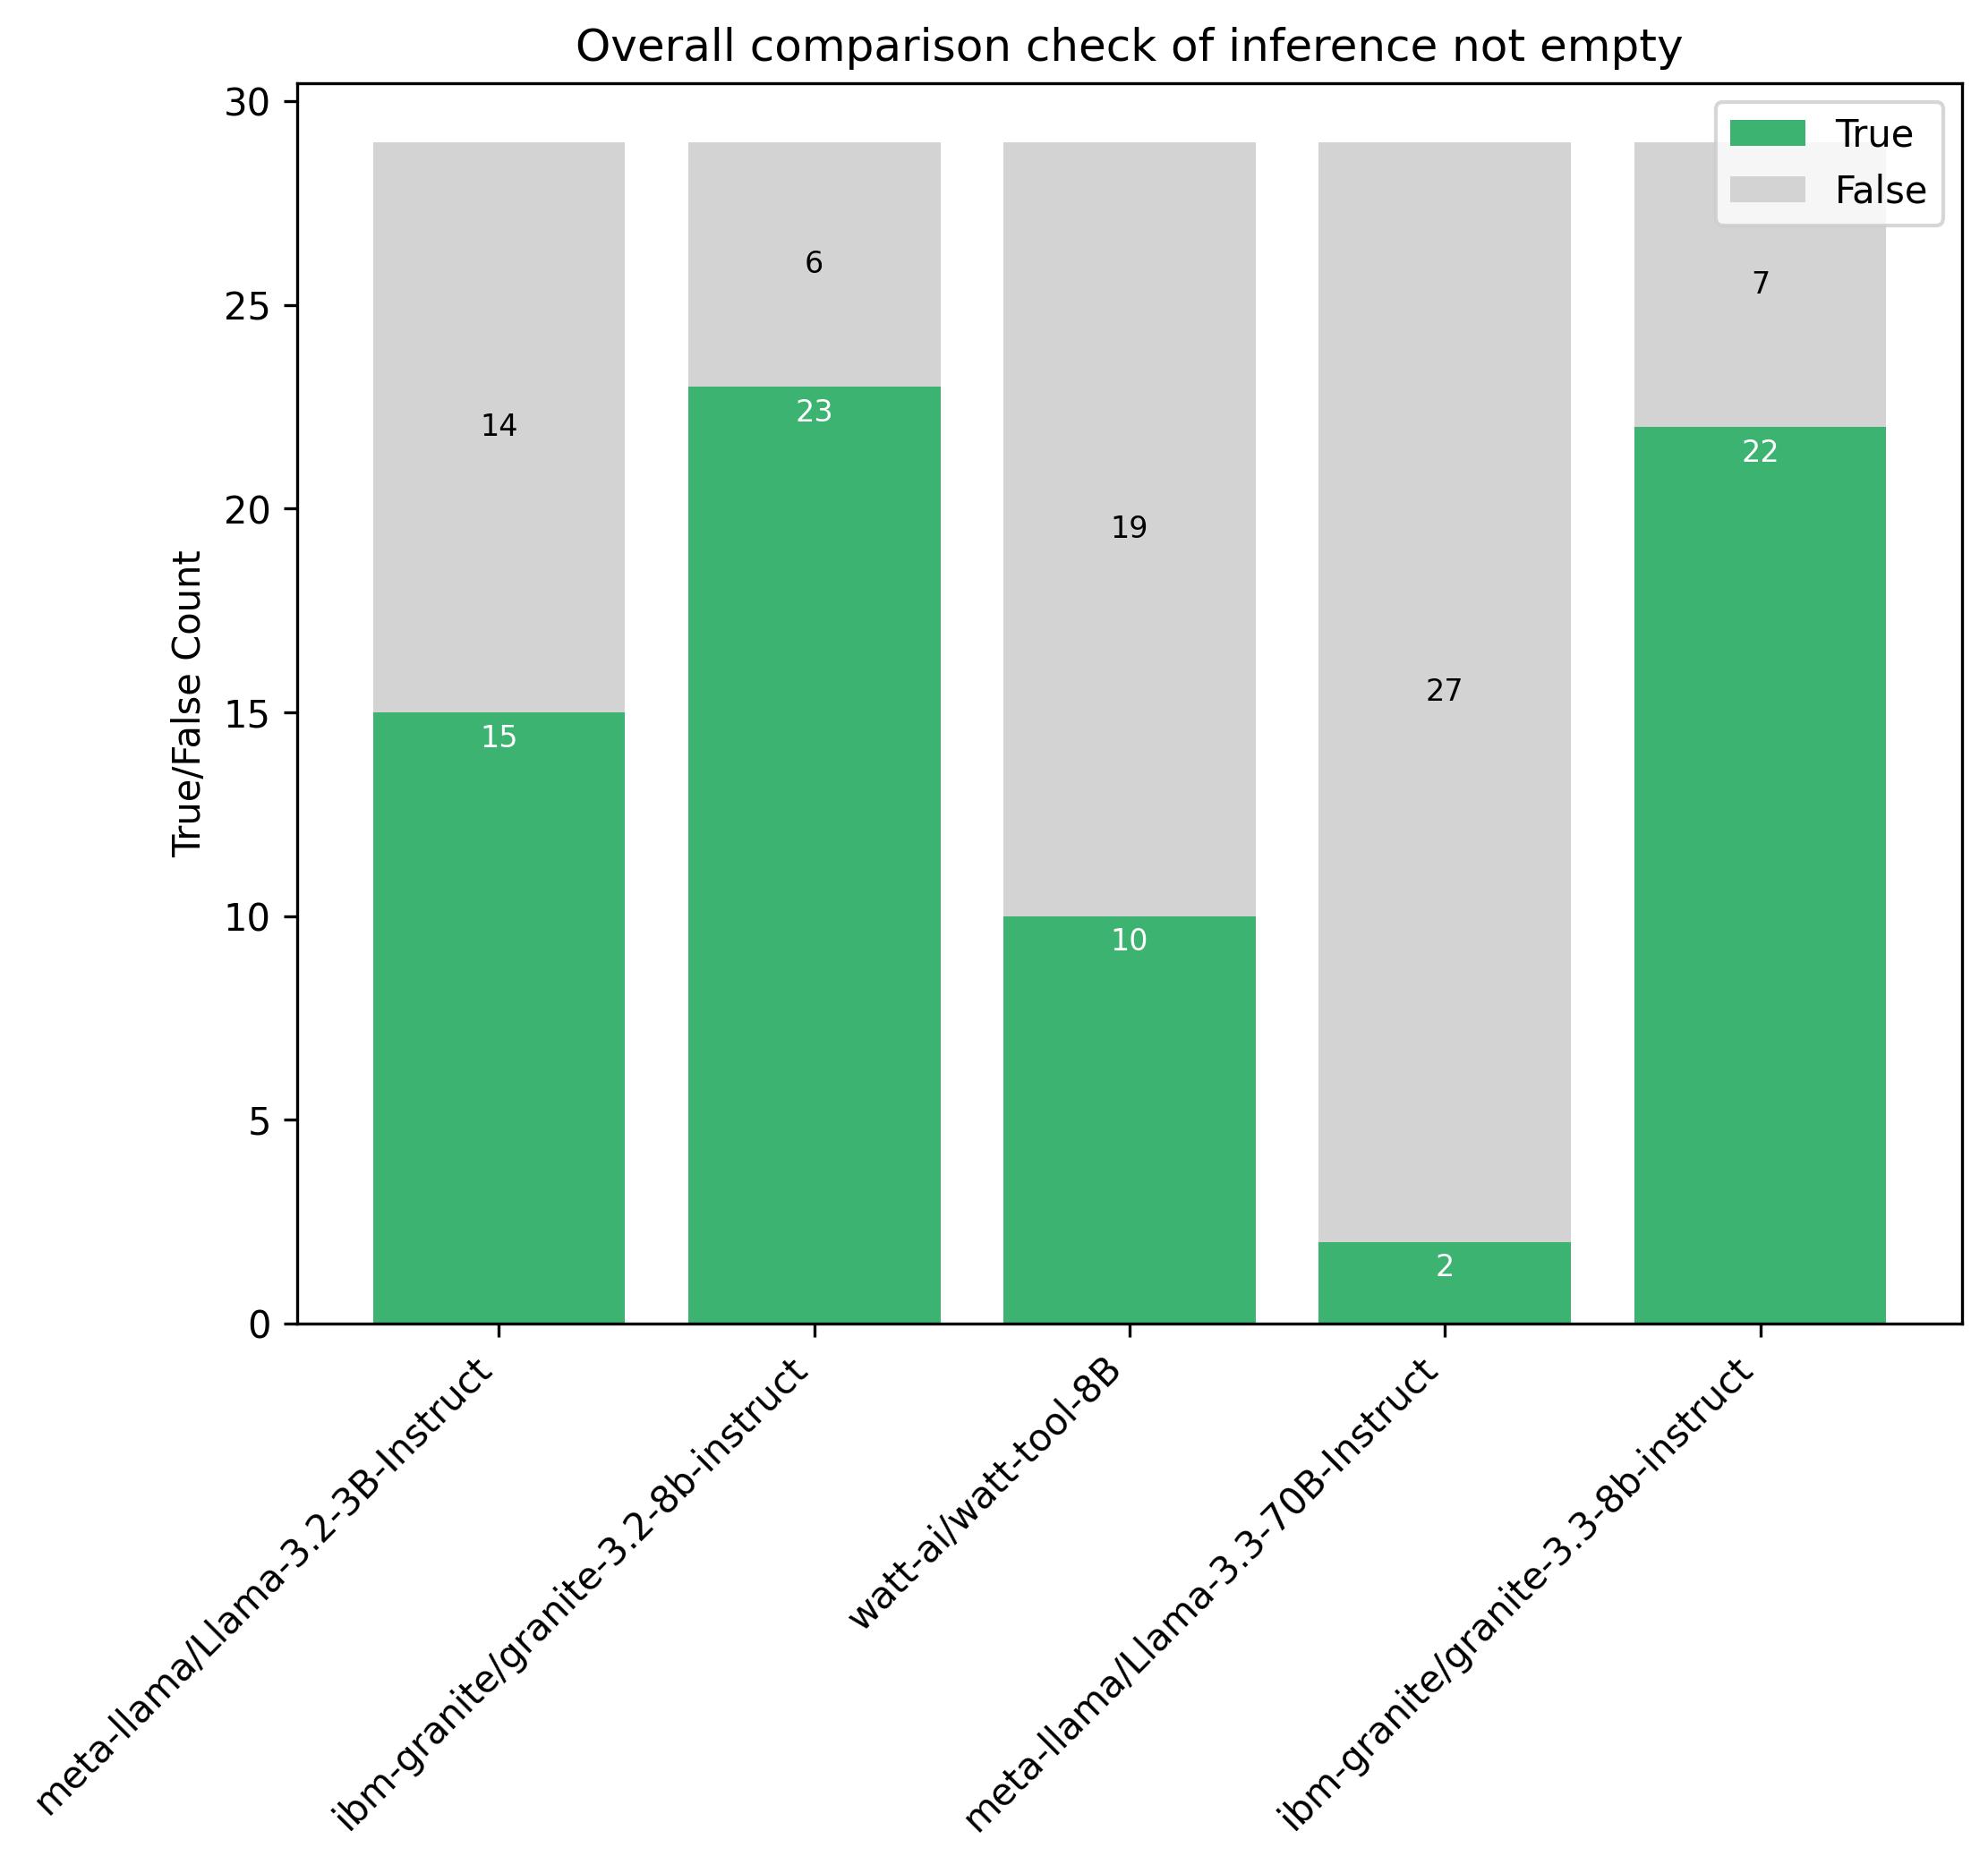 Overall comparison check of inference not empty
True
False
True/False Count
30
25
20
15
10
5
0
14
15
6
23
19
10
27
2
7
22
meta-llama/Llama-3.2-3B-Instruct
ibm-granite/granite-3.2-8b-instruct
watt-ai/watt-tool-8B
meta-llama/Llama-3.3-70B-Instruct
ibm-granite/granite-3.3-8b-instruct